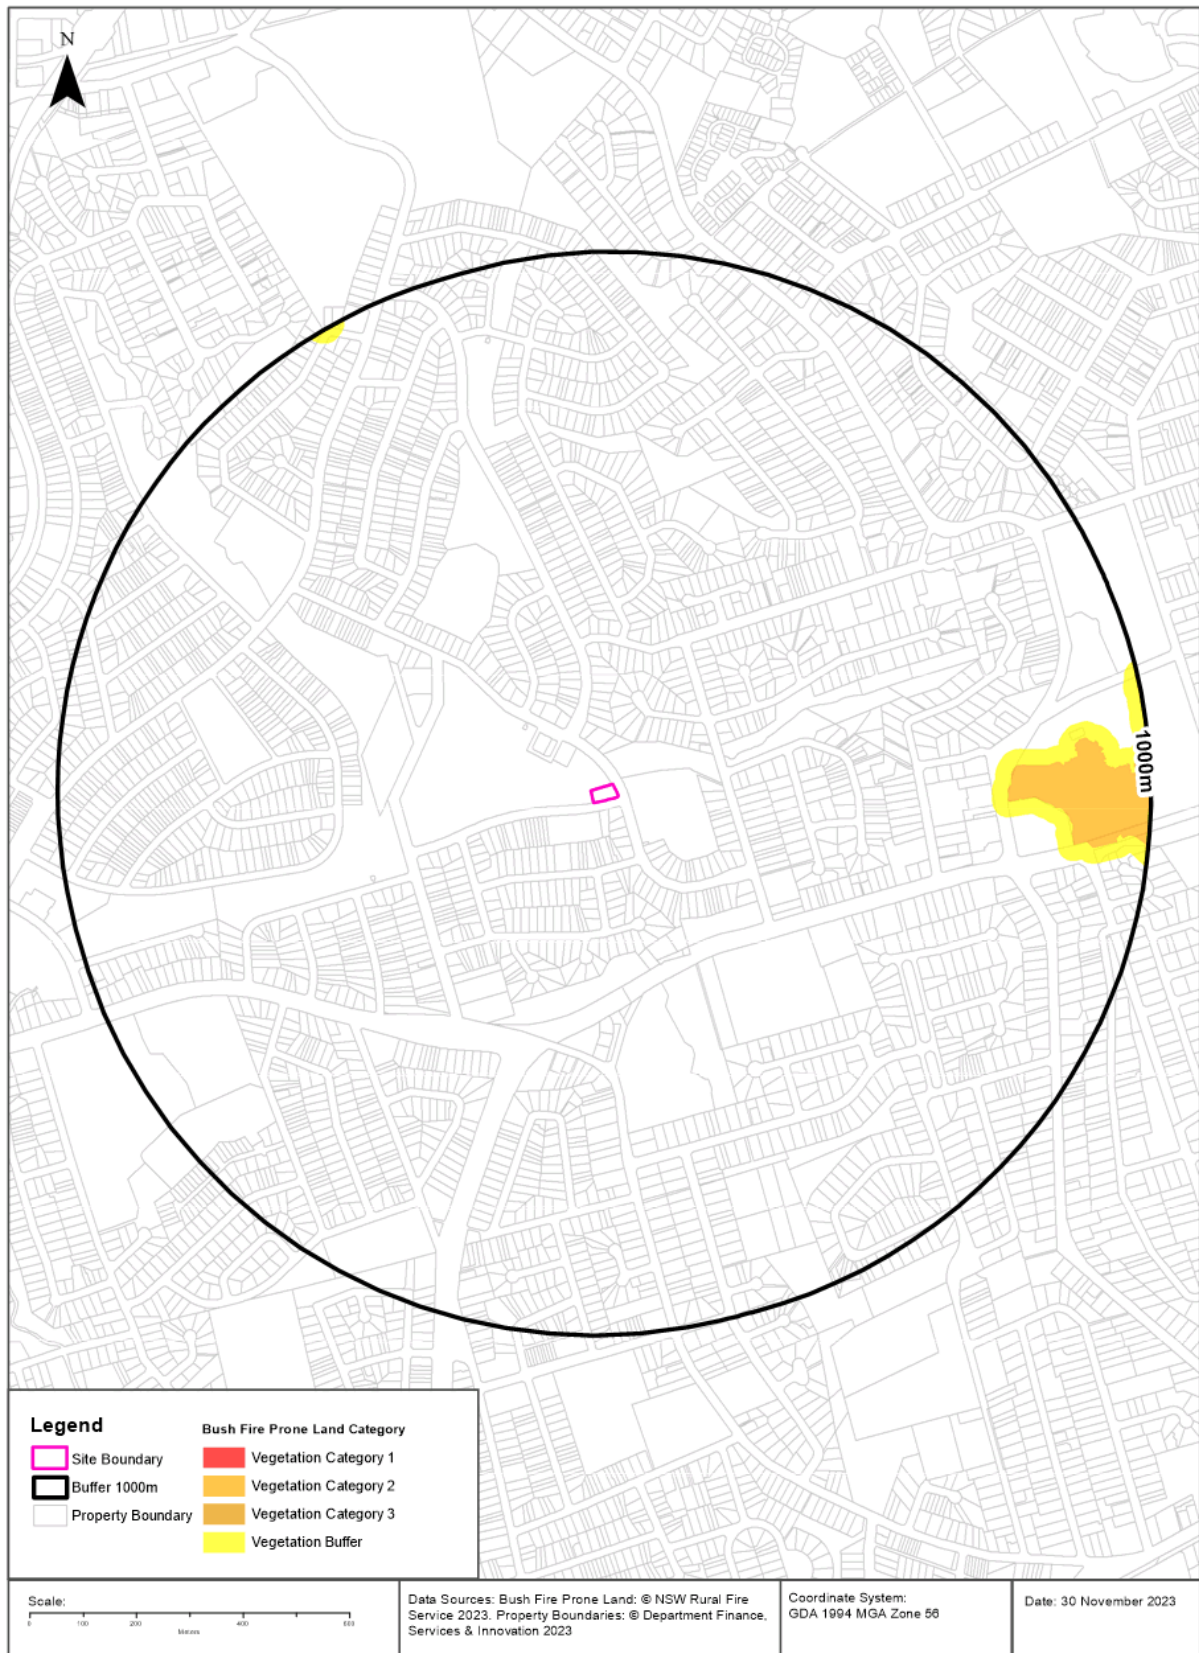 N
1000m
Legend
Site Boundary
Buffer 1000m
Property Boundary
Bush Fire Prone Land Category
Vegetation Category 1
Vegetation Category 2
Vegetation Category 3
Vegetation Buffer
Scale:
0 100 200 400 600
Meters
Data Sources: Bush Fire Prone Land: © NSW Rural Fire
Service 2023. Property Boundaries: © Department Finance,
Services & Innovation 2023
Coordinate System:
GDA 1994 MGA Zone 56
Date: 30 November 2023